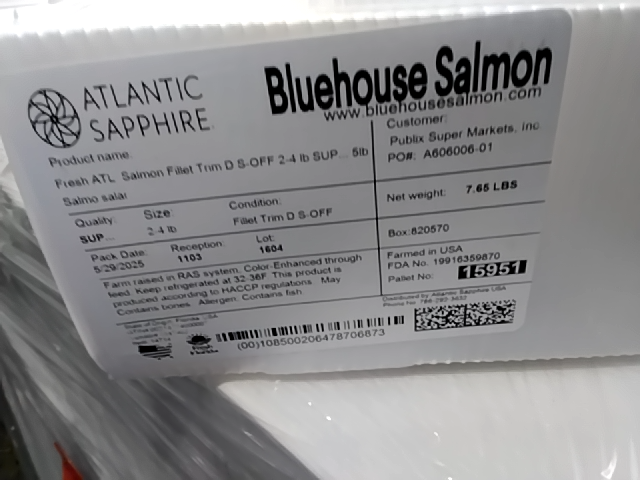 ATLANTIC
SAPPHIRE
Bluehouse Salmon
www.bluehousesalmon.com
Product name:
Fresh ATL Salmon Fillet Trim D S-OFF 2-4 lb SUP... 5lb
Salmo salar
Customer:
Publix Super Markets, Inc
PO#: A606006-01
Quality:
SUP...
Size:
2-4 lb
Condition:
Fillet Trim D S-OFF
Net weight: 7.65 LBS
Pack Date:
5/29/2025
Reception:
1103
Lot:
1604
Box:820570
Farm raised in RAS system. Color-Enhanced through
feed. Keep refrigerated at 32-36F. This product is
produced according to HACCP regulations. May
Contains bones. Allergen: Contains fish.
Farmed in USA
FDA No. 19916359870
Pallet No: 15951
Distributed by Atlantic Sapphire USA
Phone No.
(00)108500206478706873